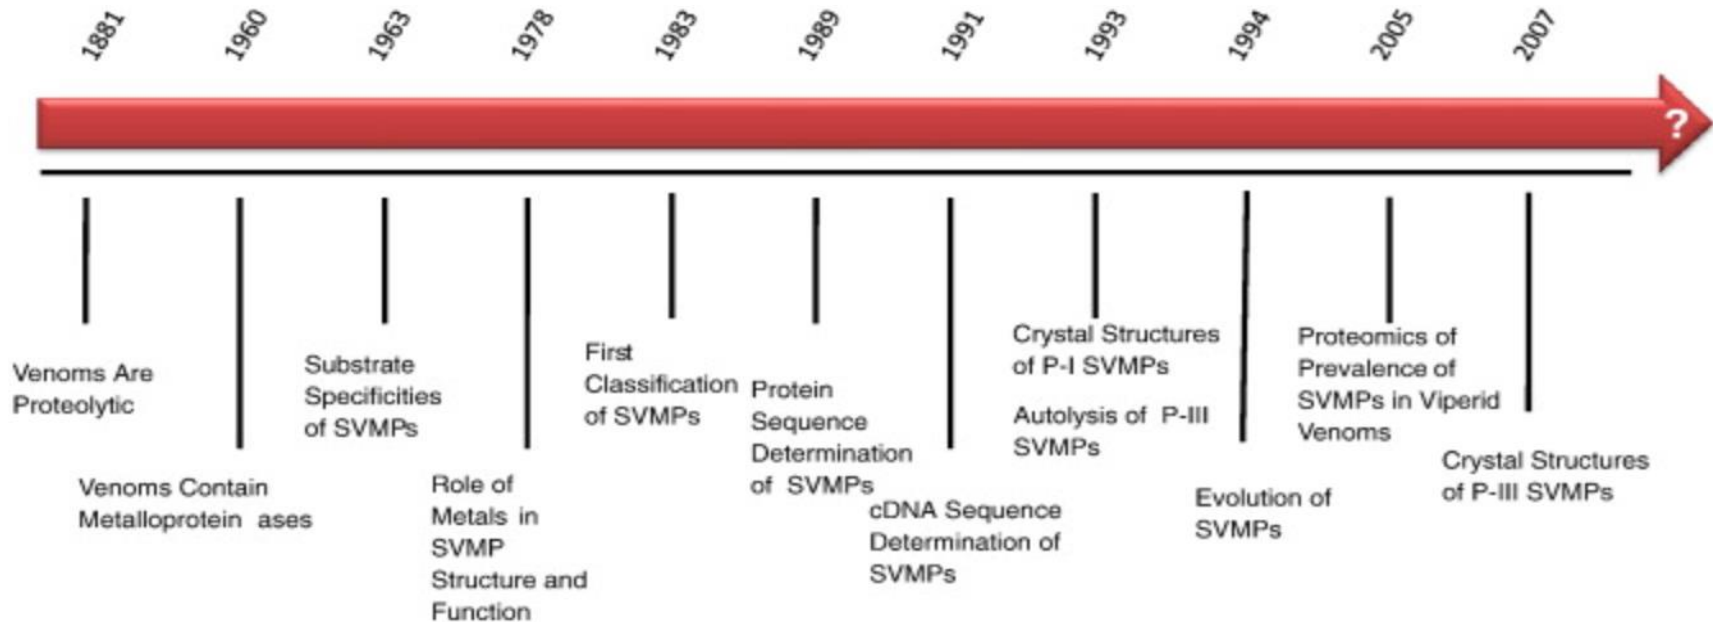 1881
1960
1963
1978
1983
1989
1991
1993
1994
2005
2007
?
Venoms Are
Proteolytic
Venoms Contain
Metalloprotein ases
Substrate
Specificities
of SVMPs
Role of
Metals in
SVMP
Structure and
Function
First
Classification
of SVMPs
Protein
Sequence
Determination
of SVMPs
cDNA Sequence
Determination of
SVMPs
Crystal Structures
of P-I SVMPs
Autolysis of P-III
SVMPs
Evolution of
SVMPs
Proteomics of
Prevalence of
SVMPs in Viperid
Venoms
Crystal Structures
of P-III SVMPs